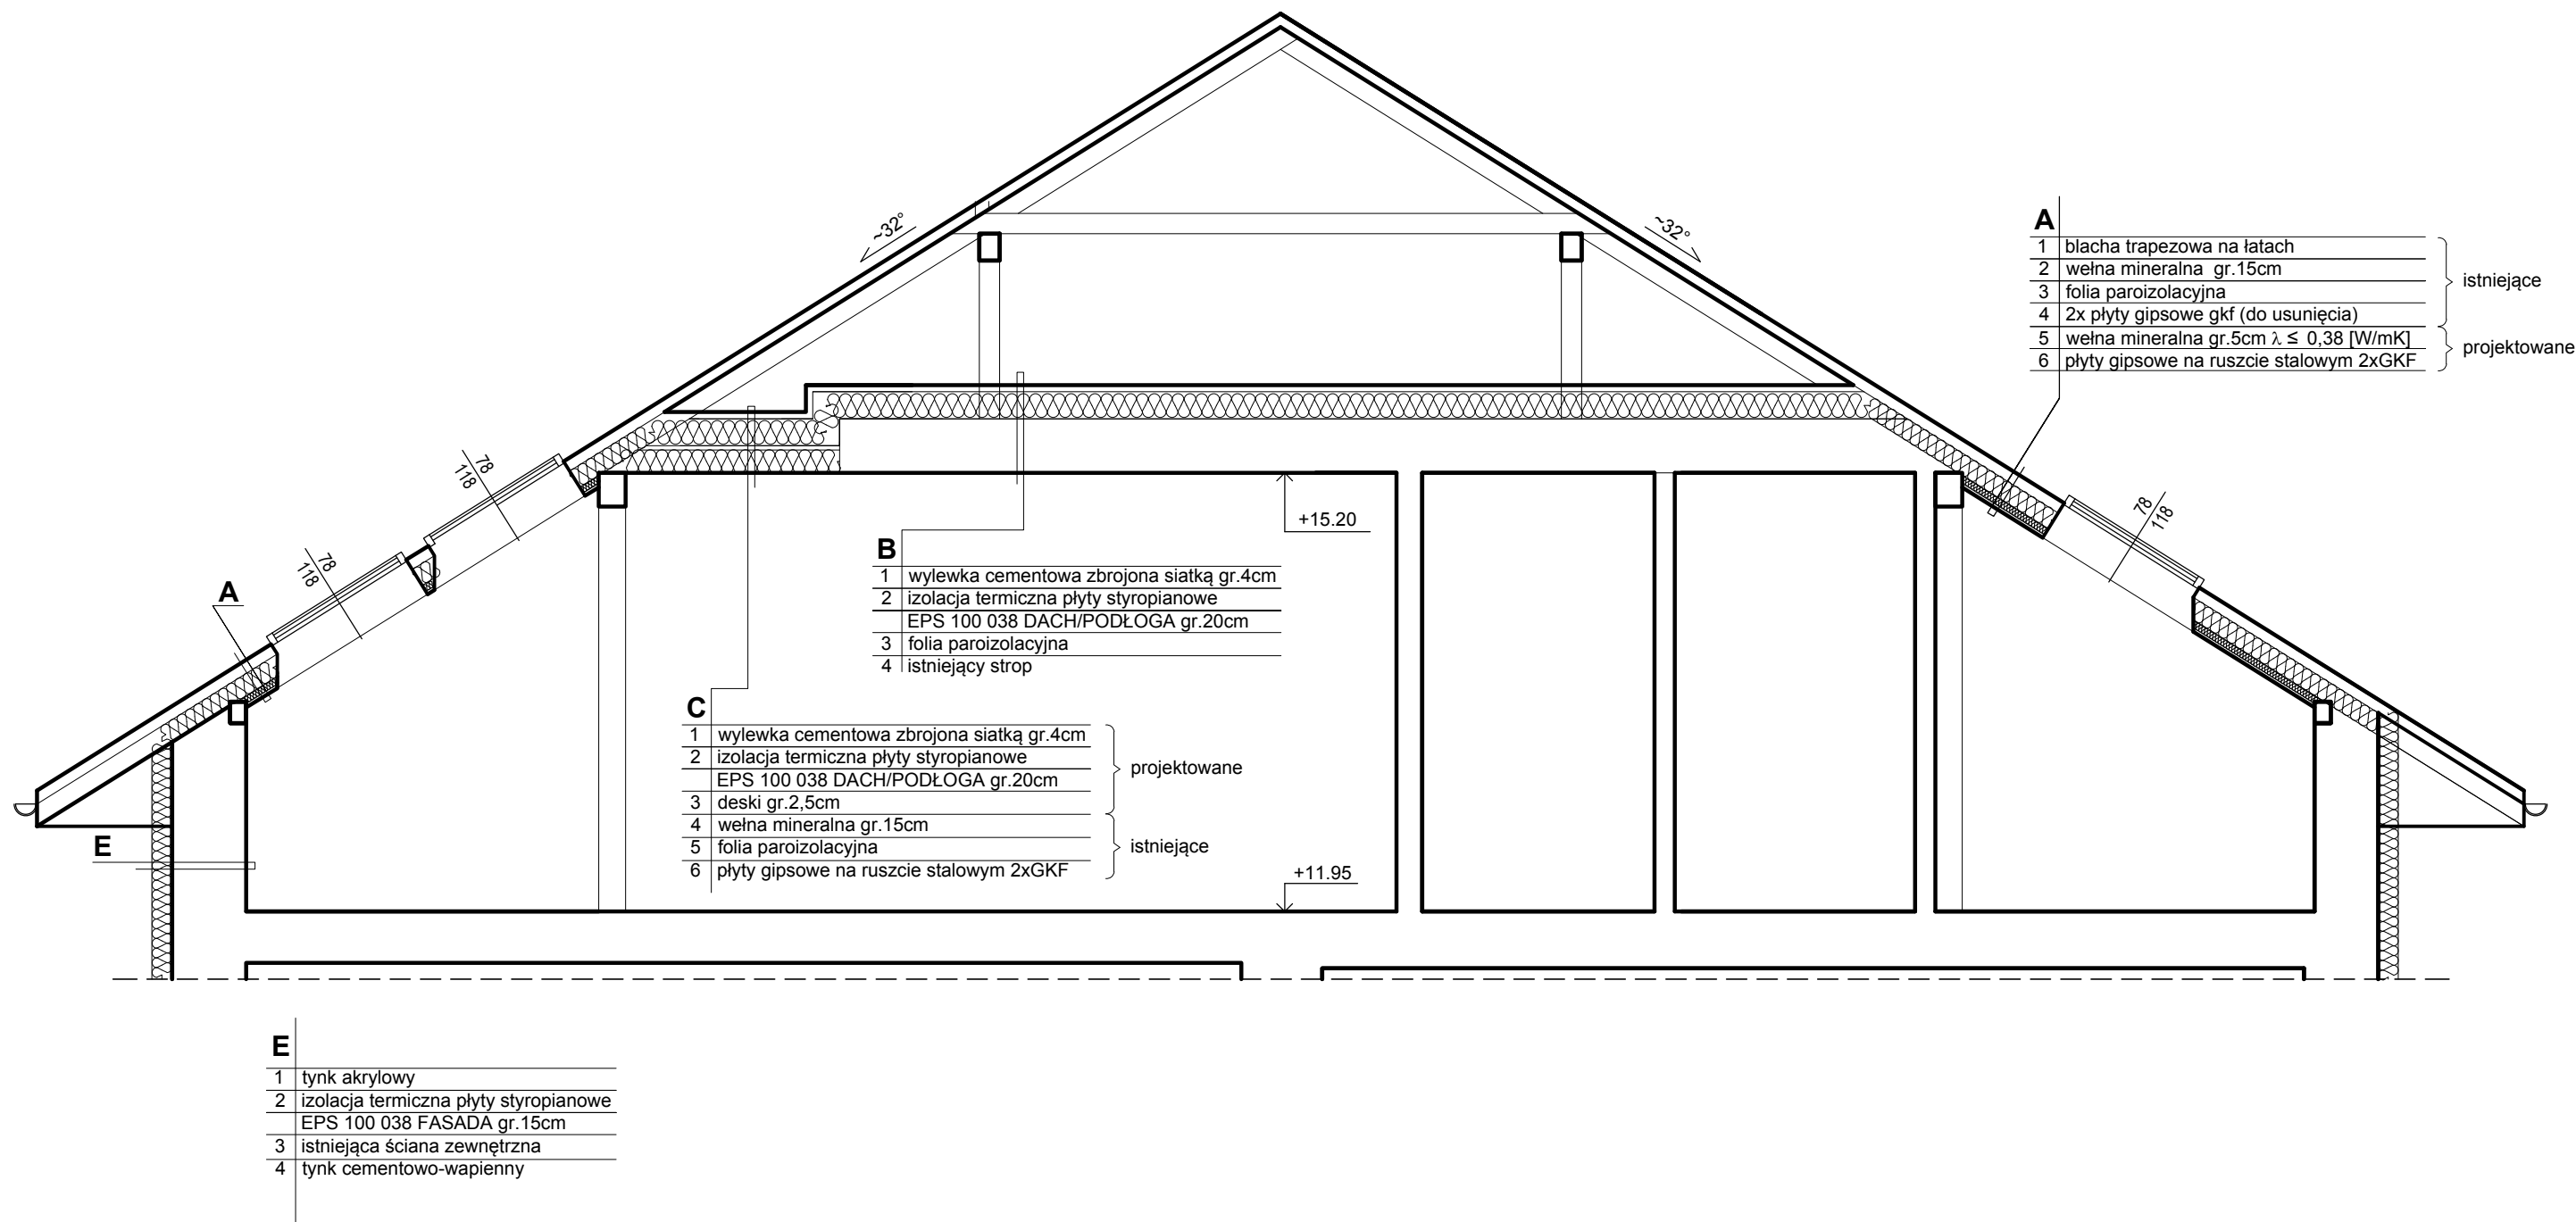 ~32°
~32°
A
1 blacha trapezowa na łatach
2 wełna mineralna gr.15cm
3 folia paroizolacyjna
4 2x płyty gipsowe gkf (do usunięcia)
istniejące
5 wełna mineralna gr.5cm λ ≤ 0,38 [W/mK]
6 płyty gipsowe na ruszcie stalowym 2xGKF
projektowane
78
118
78
118
78
118
+15.20
A
B
1 wylewka cementowa zbrojona siatką gr.4cm
2 izolacja termiczna płyty styropianowe
EPS 100 038 DACH/PODŁOGA gr.20cm
3 folia paroizolacyjna
4 istniejący strop
C
1 wylewka cementowa zbrojona siatką gr.4cm
2 izolacja termiczna płyty styropianowe
EPS 100 038 DACH/PODŁOGA gr.20cm
3 deski gr.2,5cm
projektowane
4 wełna mineralna gr.15cm
5 folia paroizolacyjna
6 płyty gipsowe na ruszcie stalowym 2xGKF
istniejące
+11.95
E
E
1 tynk akrylowy
2 izolacja termiczna płyty styropianowe
EPS 100 038 FASADA gr.15cm
3 istniejąca ściana zewnętrzna
4 tynk cementowo-wapienny